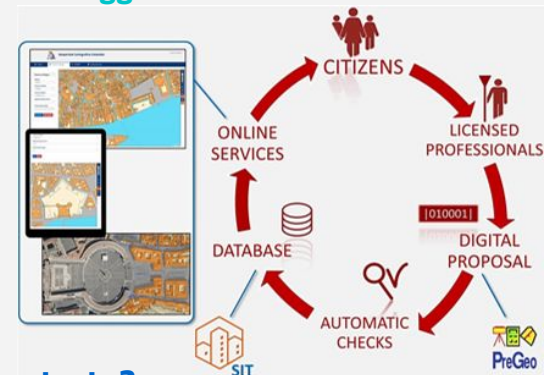 CITIZENS
LICENSED
PROFESSIONALS
|010001|
DIGITAL
PROPOSAL
PreGeo
AUTOMATIC
CHECKS
SIT
DATABASE
ONLINE
SERVICES